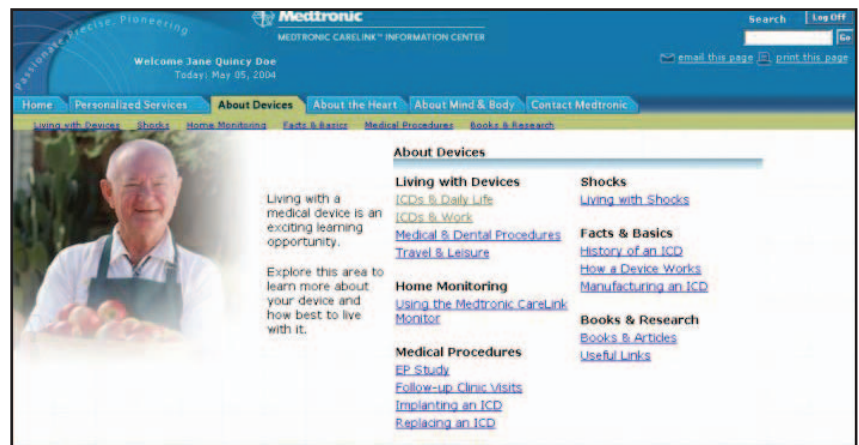 Passionate. Precise. Pioneering
Medtronic
MEDTRONIC CARELINK™ INFORMATION CENTER
Search
Log Off
Go
email this page
print this page
Welcome Jane Quincy Doe
Today: May 05, 2004
Home Personalized Services About Devices About the Heart About Mind & Body Contact Medtronic
Living with Devices Shocks Home Monitoring Facts & Basics Medical Procedures Books & Research
About Devices
Living with a
medical device is an
exciting learning
opportunity.
Explore this area to
learn more about
your device and
how best to live
with it.
Living with Devices
ICDs & Daily Life
ICDs & Work
Medical & Dental Procedures
Travel & Leisure
Home Monitoring
Using the Medtronic CareLink
Monitor
Medical Procedures
EP Study
Follow-up Clinic Visits
Implanting an ICD
Replacing an ICD
Shocks
Living with Shocks
Facts & Basics
History of an ICD
How a Device Works
Manufacturing an ICD
Books & Research
Books & Articles
Useful Links